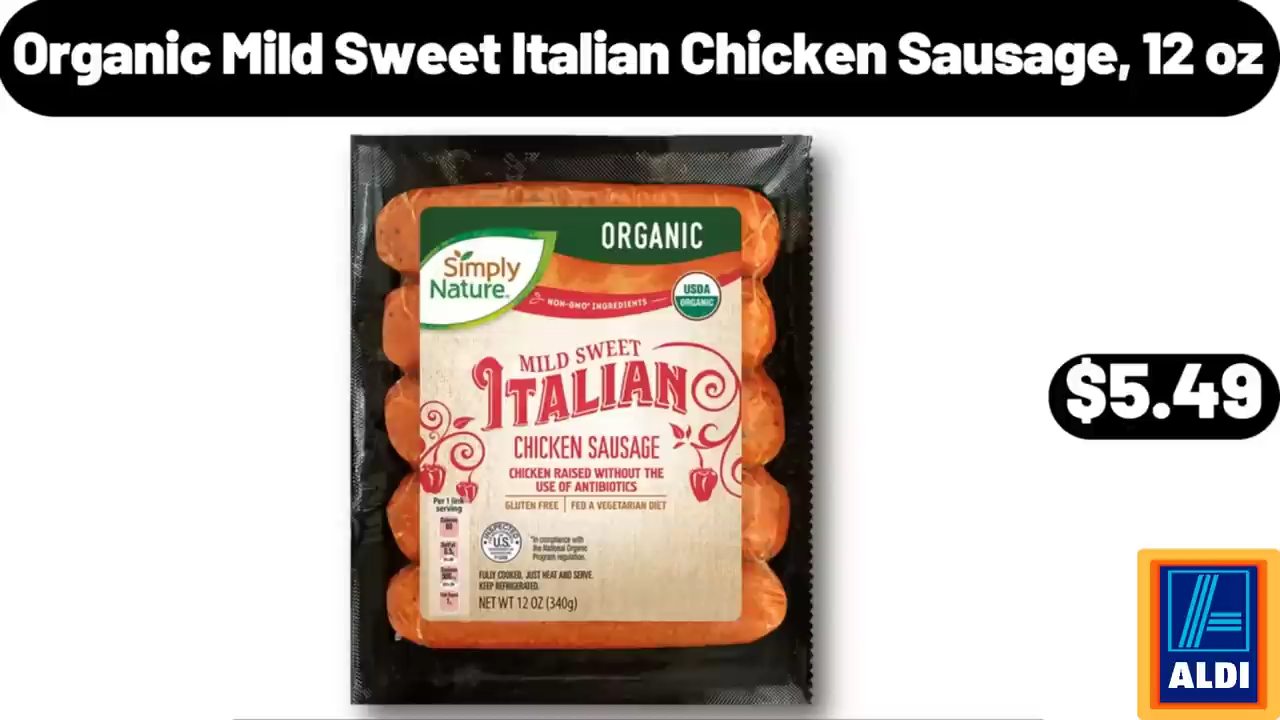 Organic Mild Sweet Italian Chicken Sausage, 12 oz
ORGANIC
Simply
Nature
NON-GMO* INGREDIENTS
USDA
ORGANIC
MILD SWEET
ITALIAN
CHICKEN SAUSAGE
CHICKEN RAISED WITHOUT THE
USE OF ANTIBIOTICS
GLUTEN FREE | FED A VEGETARIAN DIET
Per 1 link
serving
INSPECTED
U.S.
*In compliance with
the National Organic
Program regulation.
FULLY COOKED, JUST HEAT AND SERVE.
KEEP REFRIGERATED.
NET WT 12 OZ (340g)
$5.49
ALDI